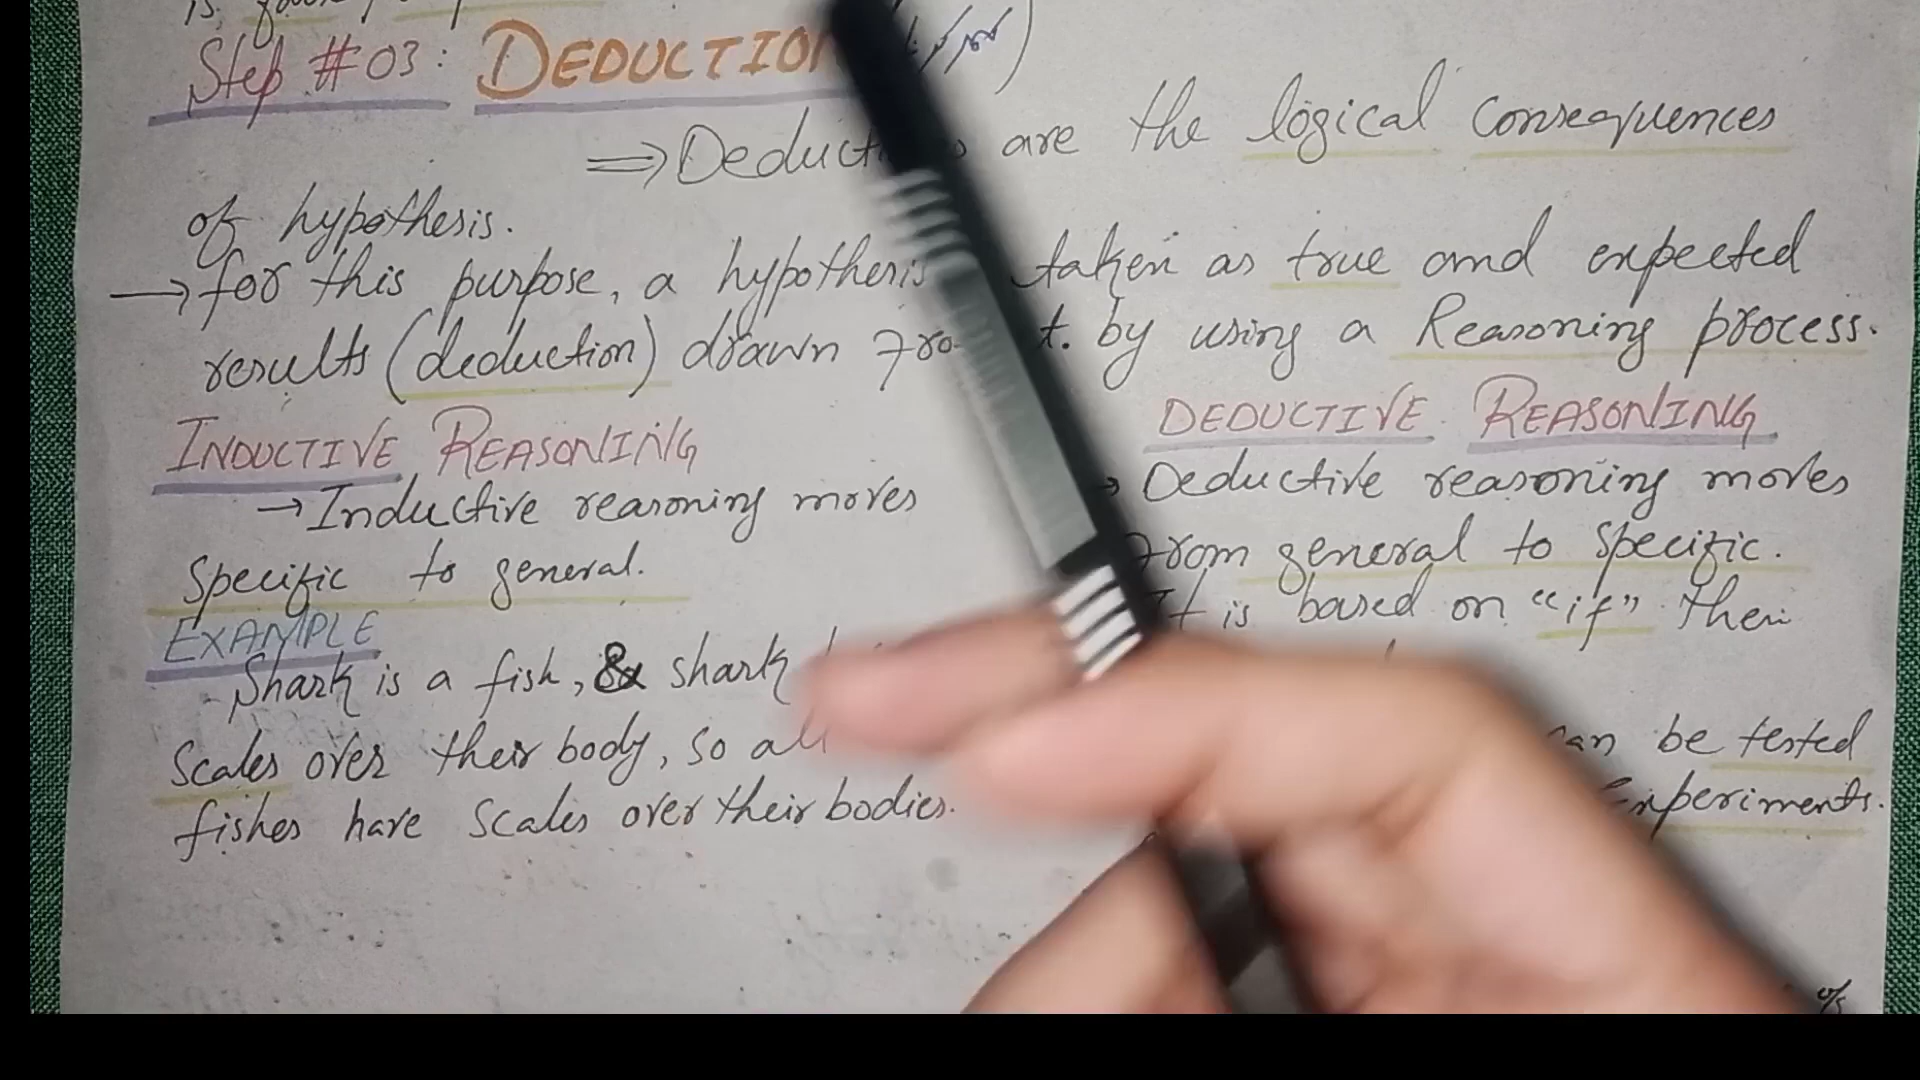 is
Step #03: DEDUCTION
⇒ Deduct are the logical consequences
of hypothesis.
→ for this purpose, a hypothesis taken as true and expected
results (deduction) drawn by using a Reasoning process.
INDUCTIVE REASONING
→ Inductive reasoning moves
Specific to general.
EXAMPLE
Shark is a fish, & shark
scales over their body, so all
fishes have scales over their bodies.
DEDUCTIVE REASONING
→ Deductive reasoning moves
from general to specific.
It is based on "if" then
can be tested
Experiments.